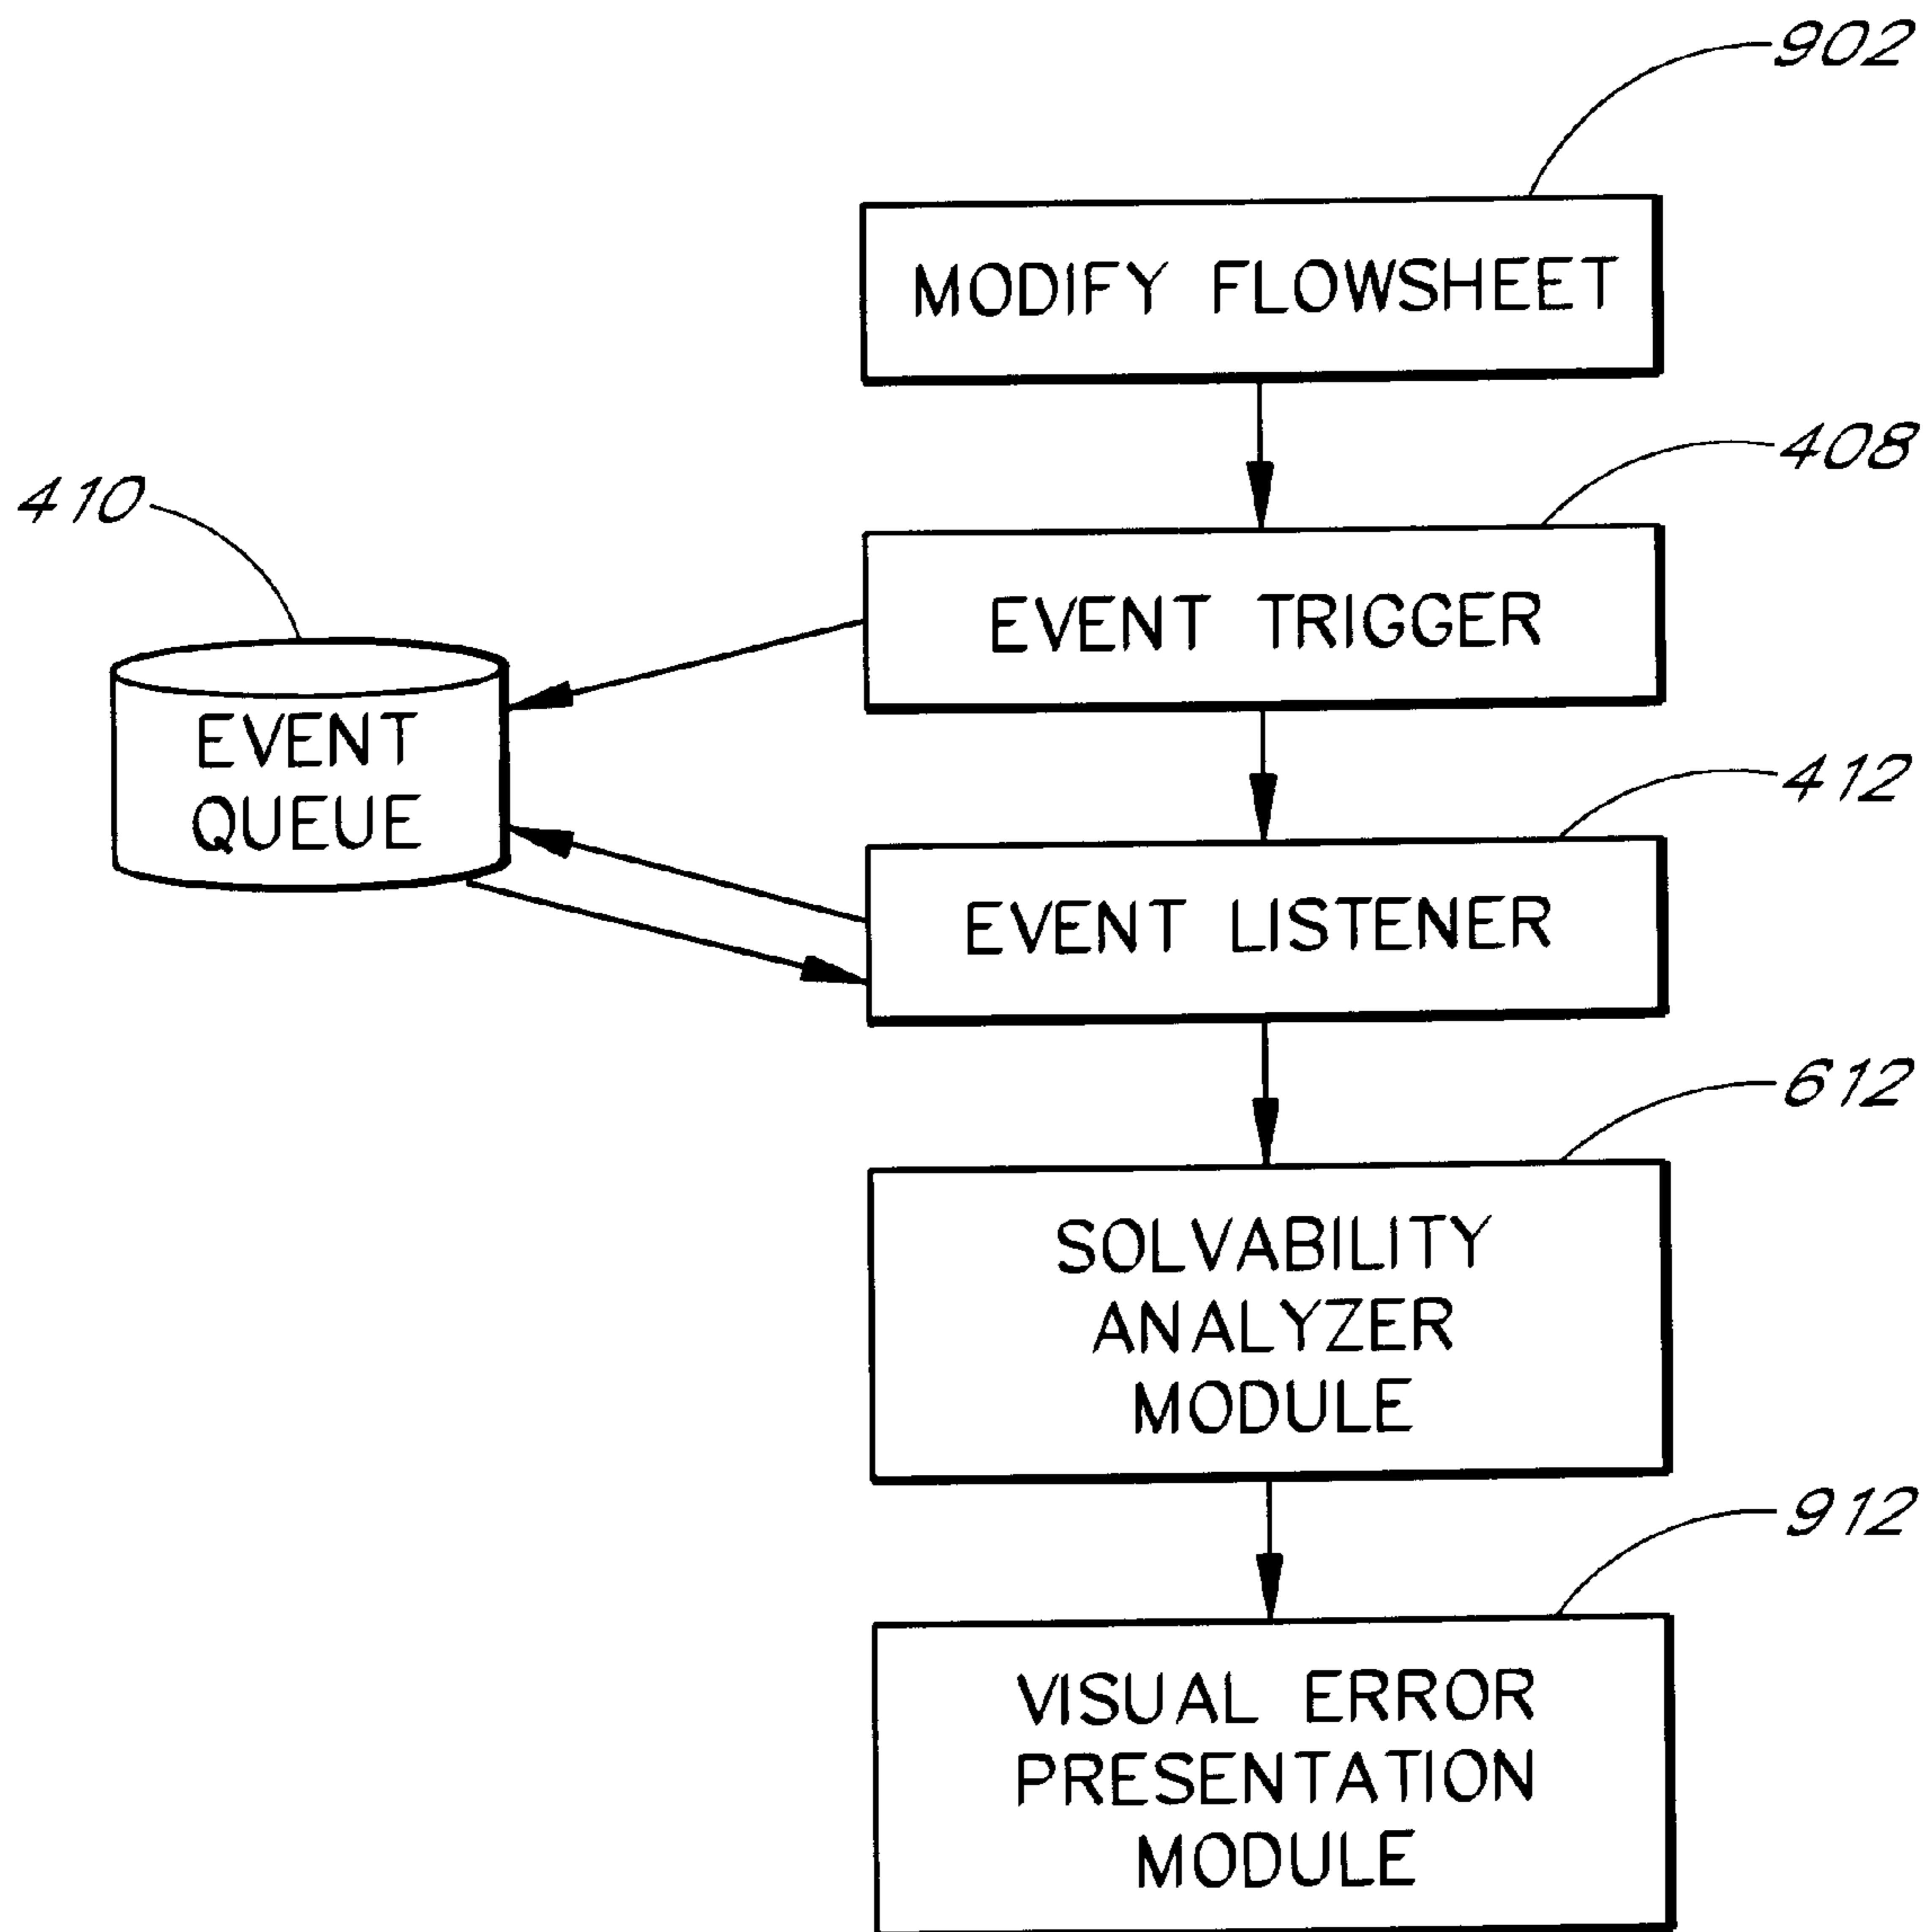 902
MODIFY FLOWSHEET
408
EVENT TRIGGER
410
EVENT
QUEUE
412
EVENT LISTENER
612
SOLVABILITY
ANALYZER
MODULE
912
VISUAL ERROR
PRESENTATION
MODULE